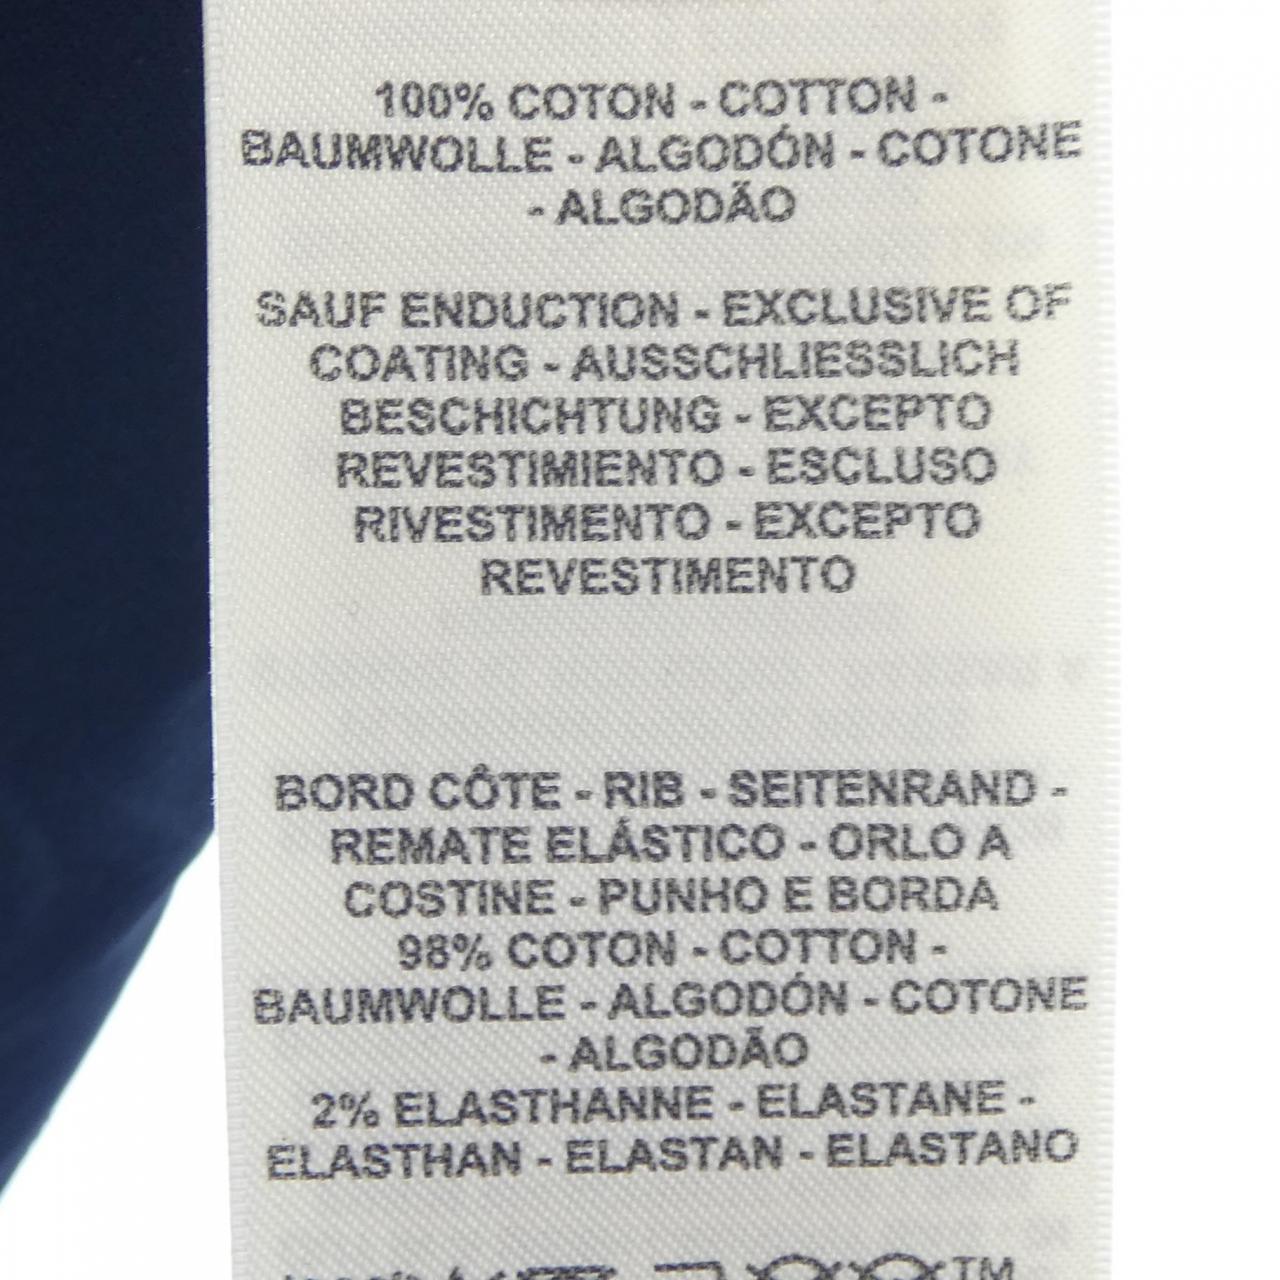 100% COTON - COTTON -
BAUMWOLLE - ALGODÓN - COTONE
- ALGODÃO
SAUF ENDUCTION - EXCLUSIVE OF
COATING - AUSSCHLIESSLICH
BESCHICHTUNG - EXCEPTO
REVESTIMIENTO - ESCLUSO
RIVESTIMENTO - EXCEPTO
REVESTIMENTO
BORD CÔTE - RIB - SEITENRAND -
REMATE ELÁSTICO - ORLO A
COSTINE - PUNHO E BORDA
98% COTON - COTTON -
BAUMWOLLE - ALGODÓN - COTONE
- ALGODÃO
2% ELASTHANNE - ELASTANE -
ELASTHAN - ELASTAN - ELASTANO
TM